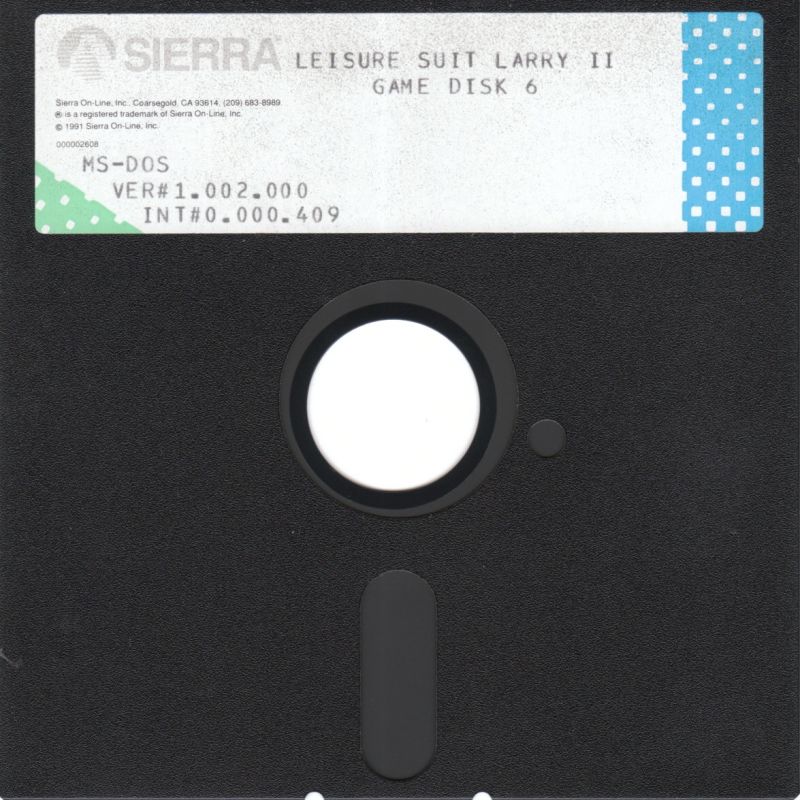 SIERRA™ LEISURE SUIT LARRY II
GAME DISK 6
Sierra On-Line, Inc., Coarsegold, CA 93614, (209) 683-8989.
® is a registered trademark of Sierra On-Line, Inc.
© 1991 Sierra On-Line, Inc.
000002608
MS-DOS
VER#1.002.000
INT#0.000.409